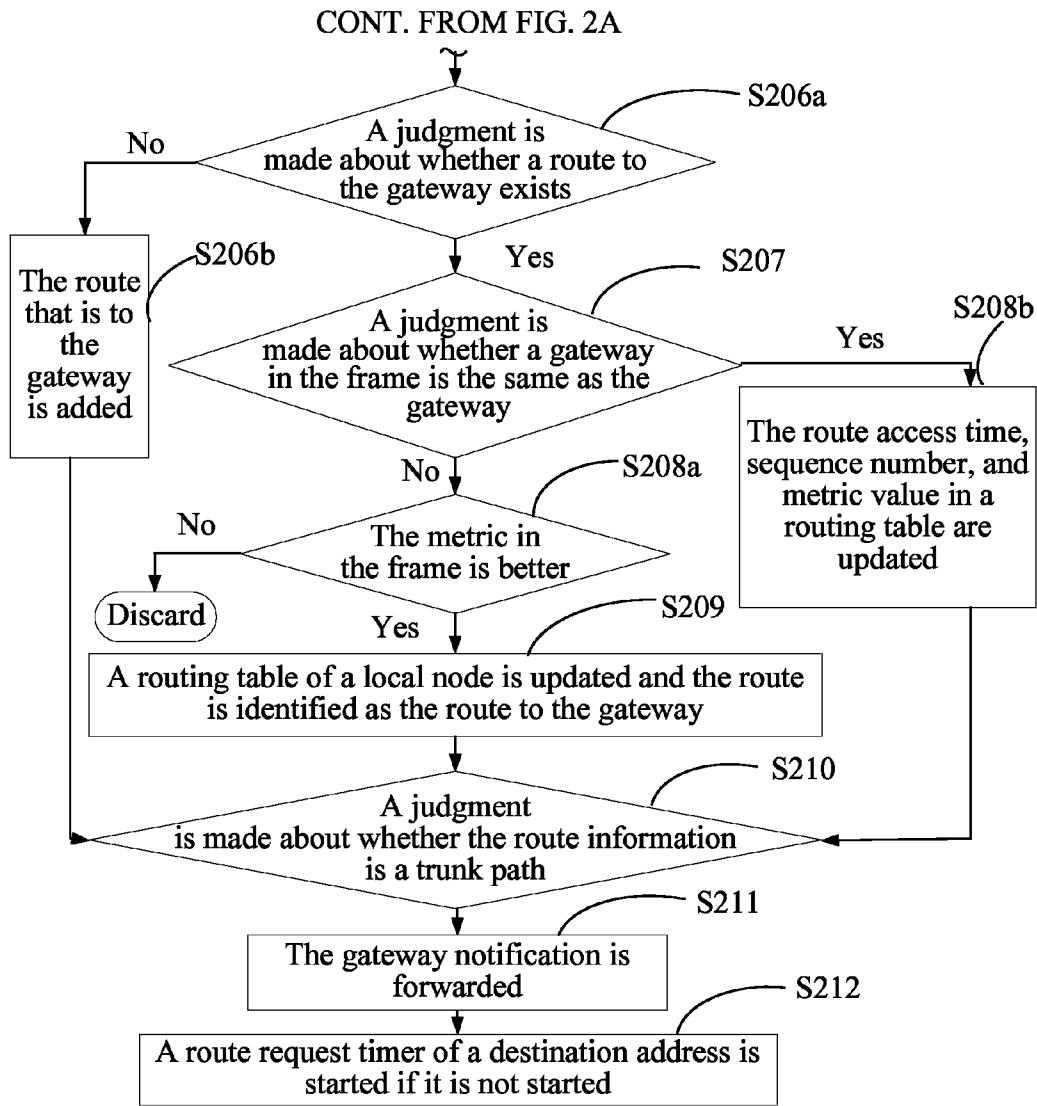 CONT. FROM FIG. 2A
S206a
A judgment is
made about whether a route to
the gateway exists
No
Yes
S206b
The route
that is to
the
gateway
is added
S207
A judgment is
made about whether a gateway
in the frame is the same as the
gateway
Yes
S208b
The route access time,
sequence number, and
metric value in a
routing table are
updated
No
S208a
The metric in
the frame is better
No
Discard
Yes
S209
A routing table of a local node is updated and the route
is identified as the route to the gateway
S210
A judgment
is made about whether the route information
is a trunk path
S211
The gateway notification is
forwarded
S212
A route request timer of a destination address is
started if it is not started